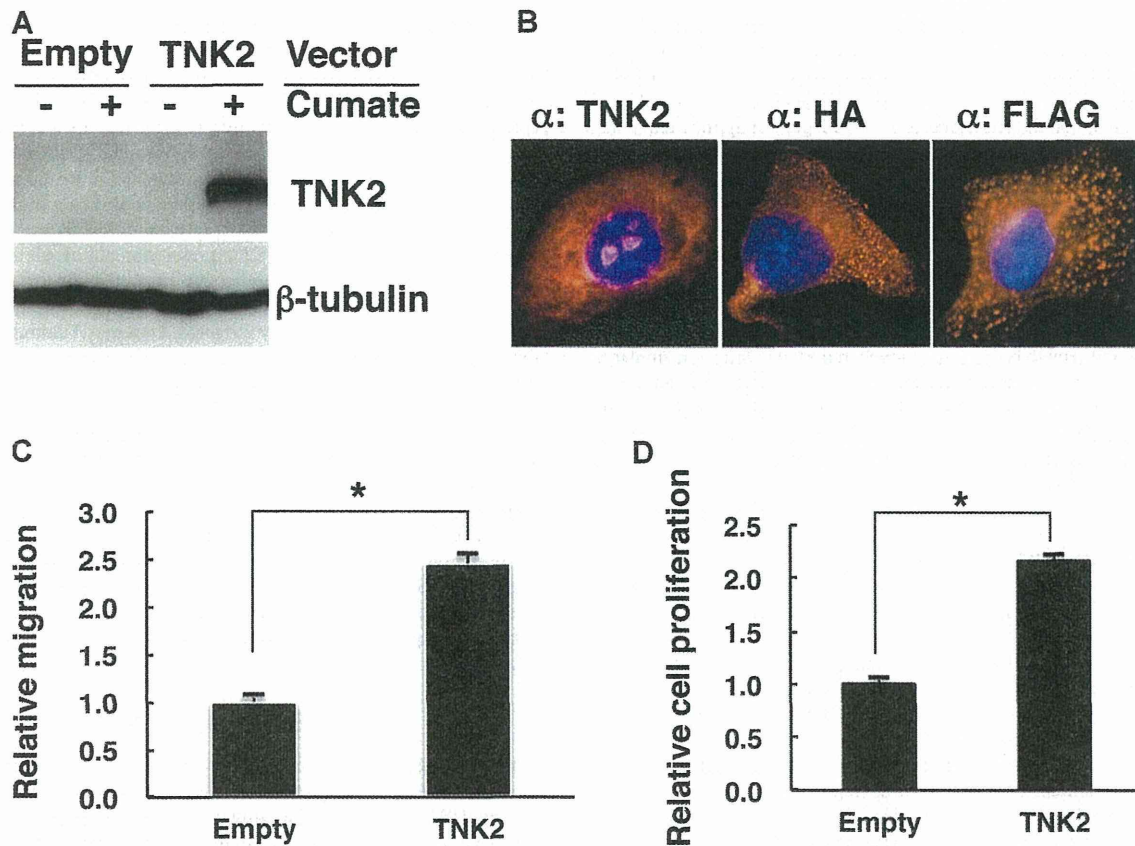 A
Empty TNK2 Vector
- + - + Cumate
TNK2
β-tubulin
B
α: TNK2 α: HA α: FLAG
C
Relative migration
3.0
2.5
2.0
1.5
1.0
0.5
0.0
*
Empty TNK2
D
Relative cell proliferation
2.5
2.0
1.5
1.0
0.5
0.0
*
Empty TNK2